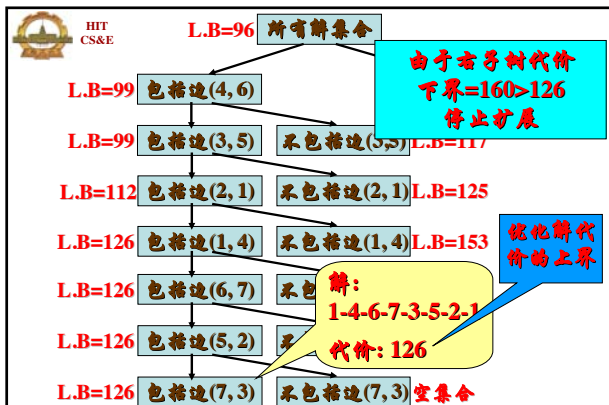 HIT
CS&E
L.B=96 所有解集合
由于右子树代价
下界=160>126
停止扩展
L.B=99 包括边(4, 6)
L.B=99 包括边(3, 5) 不包括边(3,5) L.B=117
L.B=112 包括边(2, 1) 不包括边(2, 1) L.B=125
L.B=126 包括边(1, 4) 不包括边(1, 4) L.B=153
优化解代
价的上界
L.B=126 包括边(6, 7) 不包
解:
1-4-6-7-3-5-2-1
代价: 126
L.B=126 包括边(5, 2)
L.B=126 包括边(7, 3) 不包括边(7, 3) 空集合